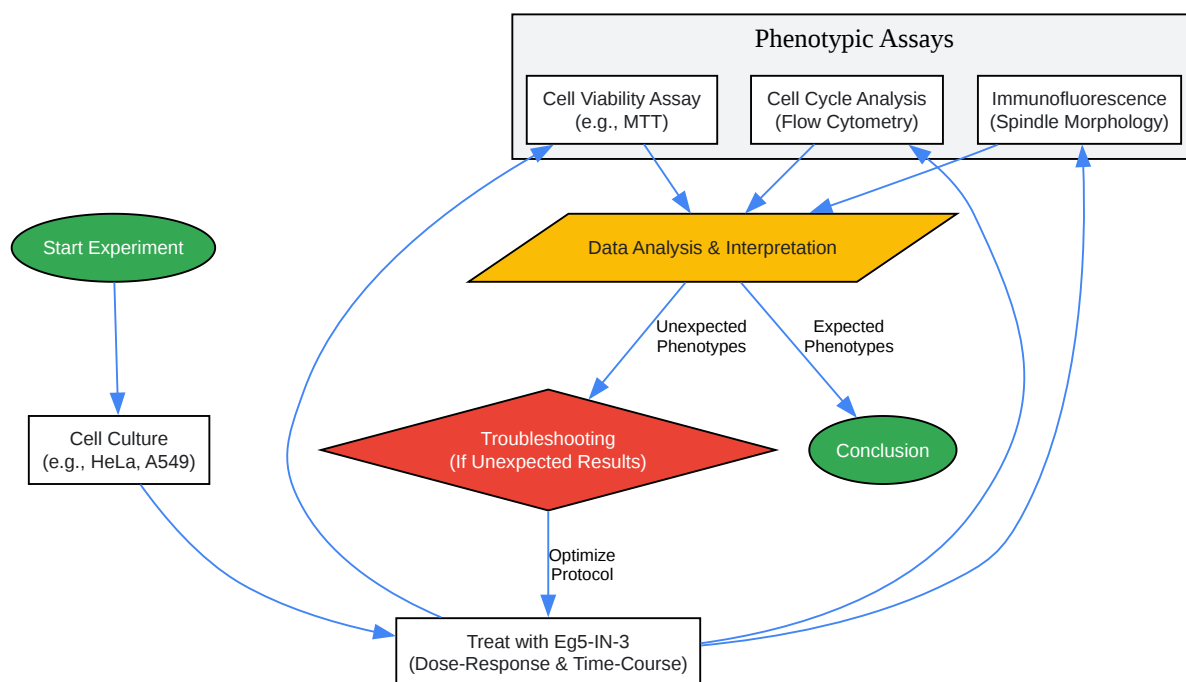 Phenotypic Assays
Cell Viability Assay
(e.g., MTT)
Cell Cycle Analysis
(Flow Cytometry)
Immunofluorescence
(Spindle Morphology)
Start Experiment
Data Analysis & Interpretation
Unexpected
Phenotypes
Expected
Phenotypes
Cell Culture
(e.g., HeLa, A549)
Troubleshooting
(If Unexpected Results)
Conclusion
Optimize
Protocol
Treat with Eg5-IN-3
(Dose-Response & Time-Course)